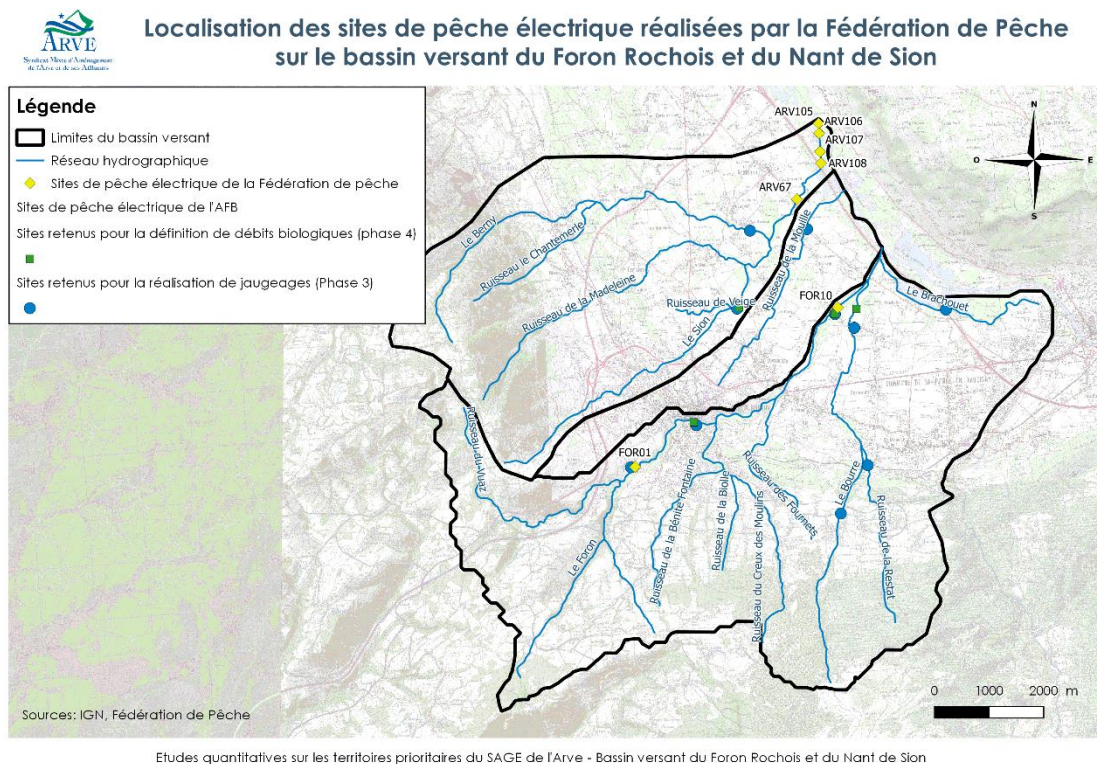 ARVE
Syndicat Mixte d'Aménagement
de l'Arve et de ses Affluents
Localisation des sites de pêche électrique réalisées par la Fédération de Pêche
sur le bassin versant du Foron Rochois et du Nant de Sion
Légende
Limites du bassin versant
Réseau hydrographique
Sites de pêche électrique de la Fédération de pêche
Sites de pêche électrique de l'AFB
Sites retenus pour la définition de débits biologiques (phase 4)
Sites retenus pour la réalisation de jaugeages (Phase 3)
N
O
E
S
ARV105
ARV106
ARV107
ARV108
ARV67
Le Berny
Ruisseau le Chantemerle
Ruisseau de la Madeleine
Ruisseau de Veige
Le Sion
Ruisseau de la Mouille
FOR10
Le Brachouet
FOR01
Le Foron
Ruisseau de la Bénite Fontaine
Ruisseau de la Biolle
Ruisseau du Creux des Moulins
Ruisseau des Fournets
Le Bourre
Ruisseau de la Restat
0 1000 2000 m
Sources: IGN, Fédération de Pêche
Etudes quantitatives sur les territoires prioritaires du SAGE de l'Arve - Bassin versant du Foron Rochois et du Nant de Sion